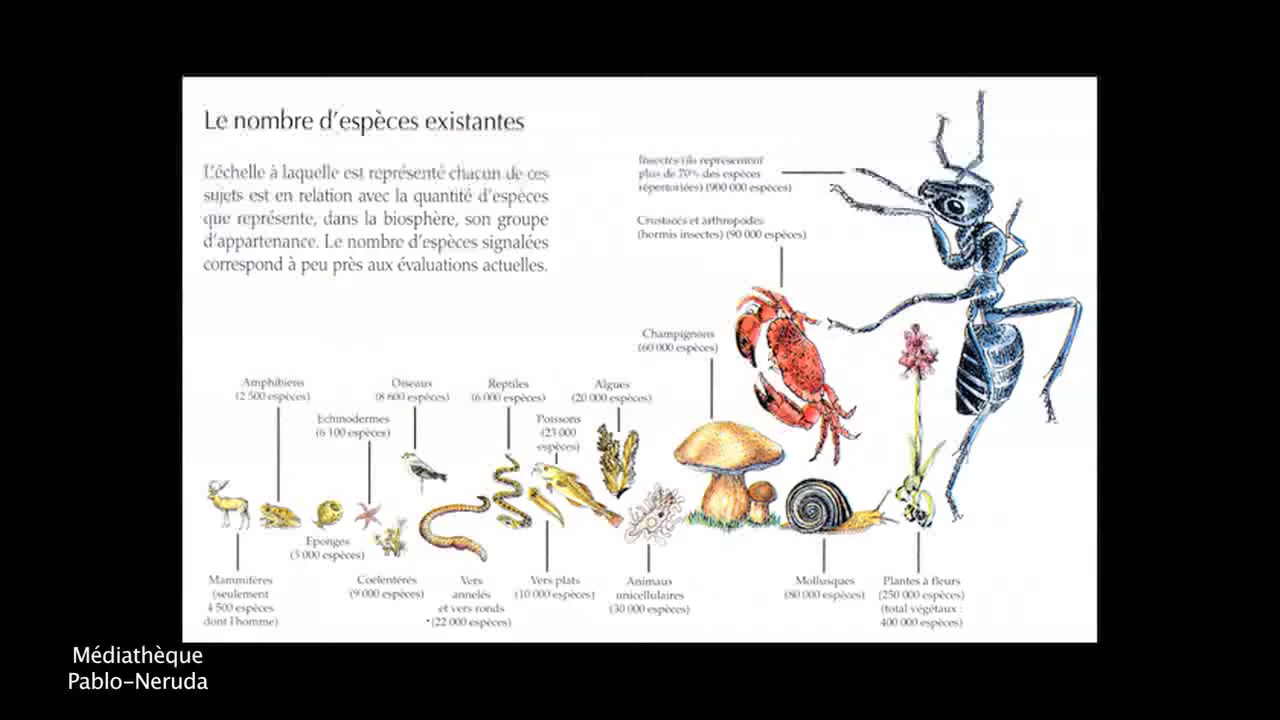 Le nombre d'espèces existantes
L'échelle à laquelle est représenté chacun de ces
sujets est en relation avec la quantité d'espèces
que représente, dans la biosphère, son groupe
d'appartenance. Le nombre d'espèces signalées
correspond à peu près aux évaluations actuelles.
Insectes (ils représentent
plus de 70% des espèces
répertoriées) (900 000 espèces)
Crustacés et arthropodes
(hormis insectes) (90 000 espèces)
Champignons
(60 000 espèces)
Amphibiens
(2 500 espèces)
Echinodermes
(6 100 espèces)
Oiseaux
(8 600 espèces)
Reptiles
(6 000 espèces)
Poissons
(23 000
espèces)
Algues
(20 000 espèces)
Mammifères
(seulement
4 500 espèces
dont l'homme)
Eponges
(5 000 espèces)
Coelentérés
(9 000 espèces)
Vers
annelés
et vers ronds
(22 000 espèces)
Vers plats
(10 000 espèces)
Animaux
unicellulaires
(30 000 espèces)
Mollusques
(80 000 espèces)
Plantes à fleurs
(250 000 espèces)
(total végétaux :
400 000 espèces)
Médiathèque
Pablo-Neruda